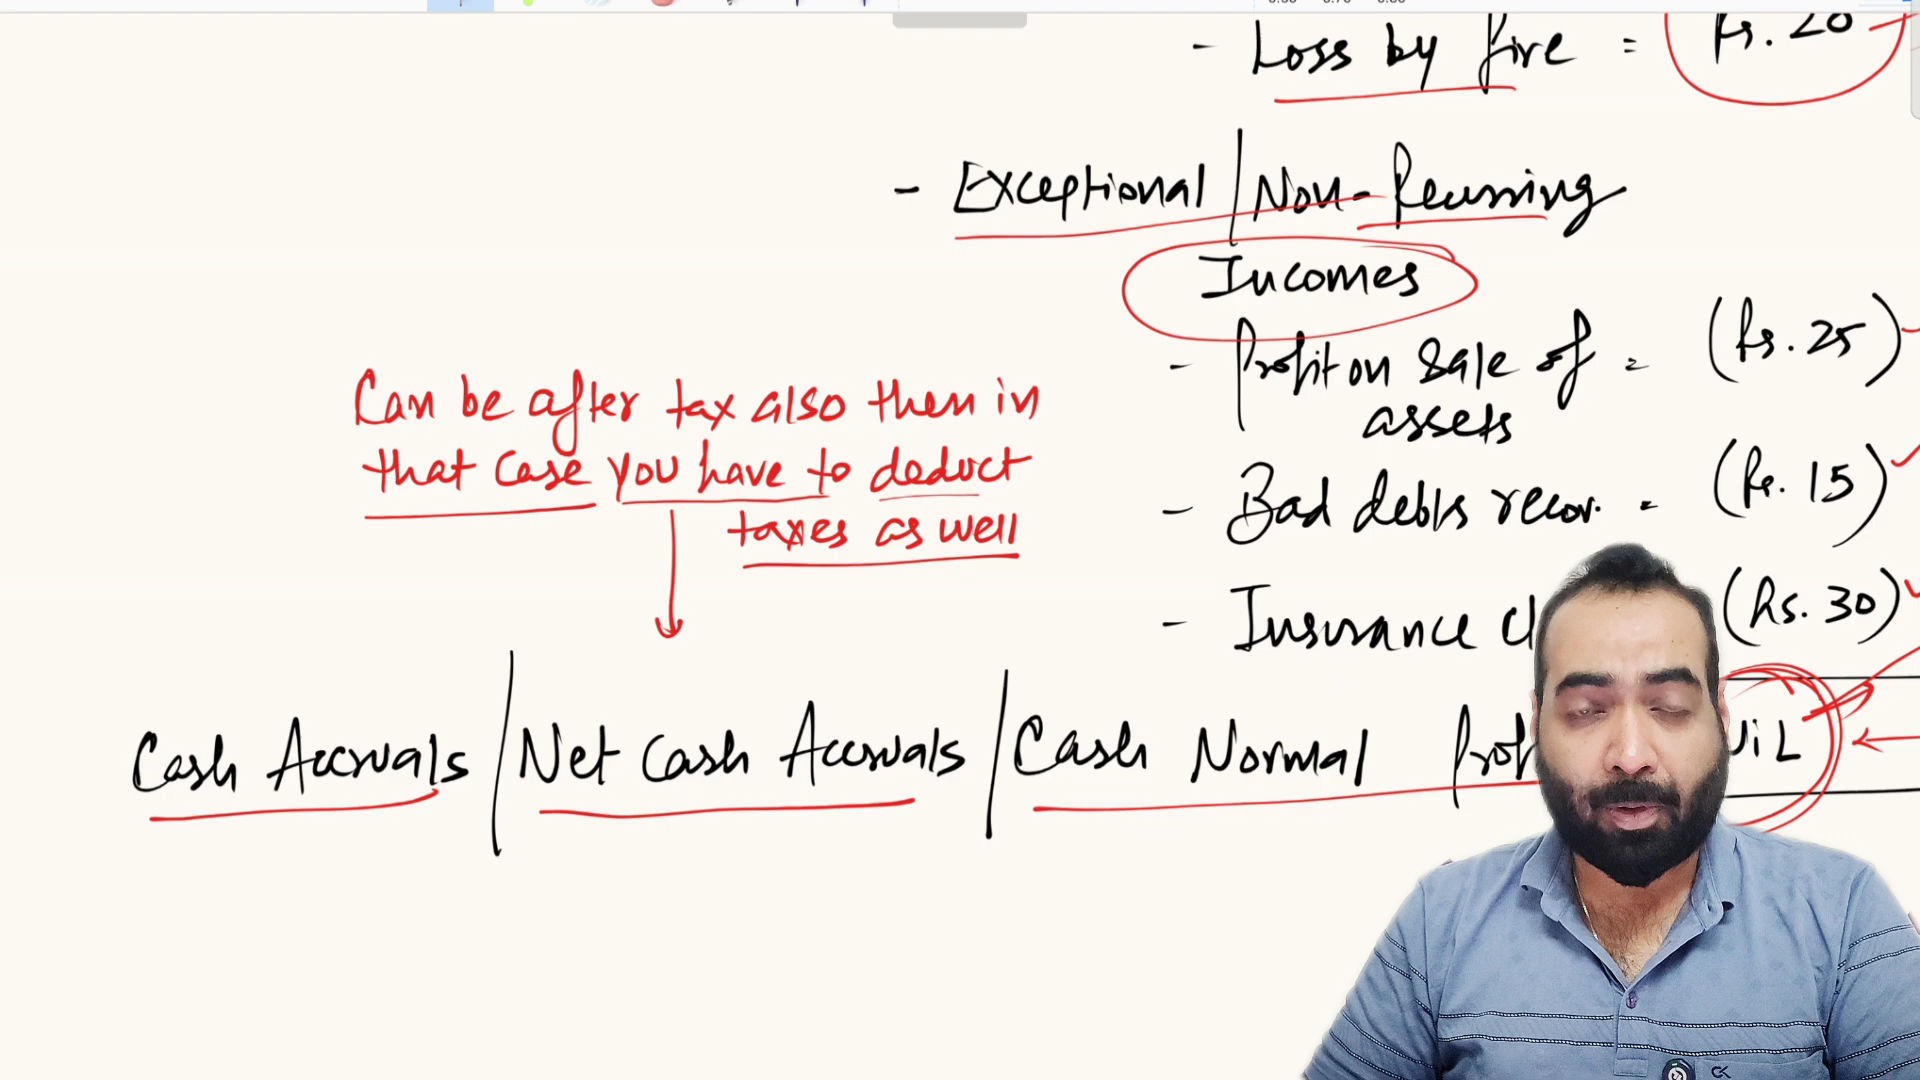 - Loss by fire = Rs. 20
- Exceptional / Non-Recurring
Incomes
- Profit on Sale of = (Rs. 25)
assets
Can be after tax also then in
that case you have to deduct
taxes as well
- Bad debts recov. = (Rs. 15)
- Insurance (Rs. 30)
Cash Accruals / Net Cash Accruals / Cash Normal
CK